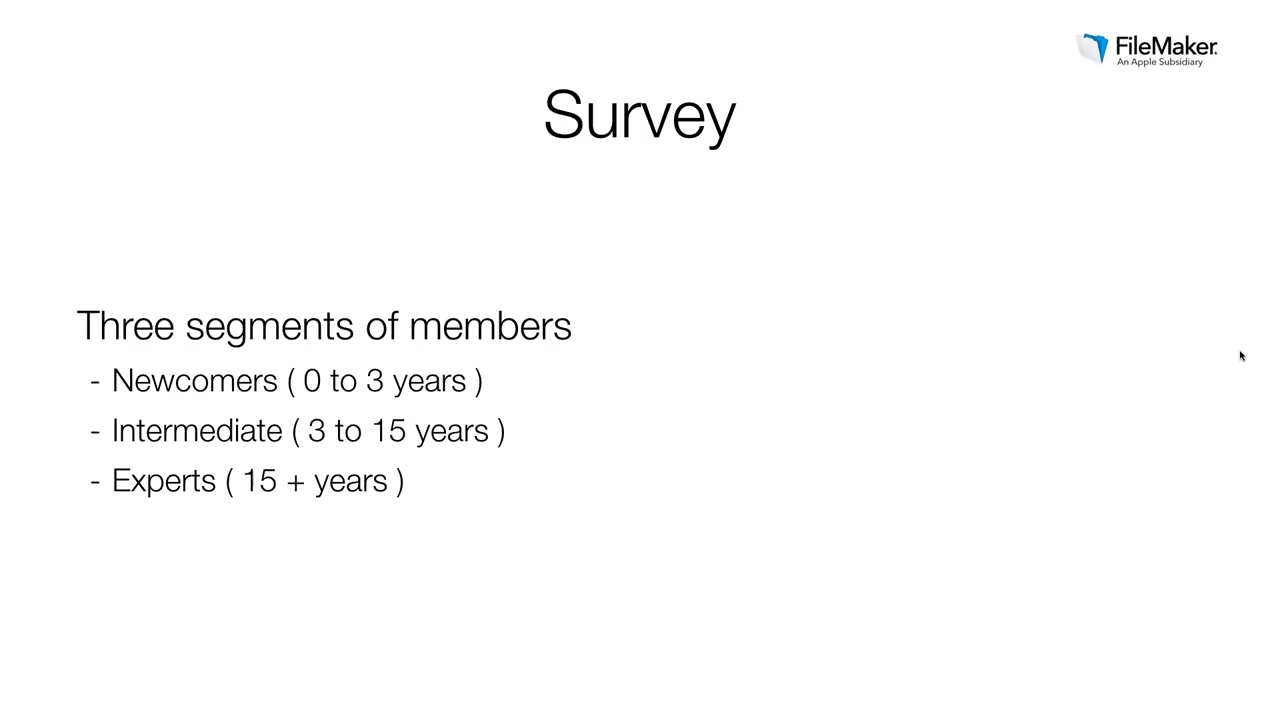 FileMaker.
An Apple Subsidiary
Survey
Three segments of members
- Newcomers ( 0 to 3 years )
- Intermediate ( 3 to 15 years )
- Experts ( 15 + years )